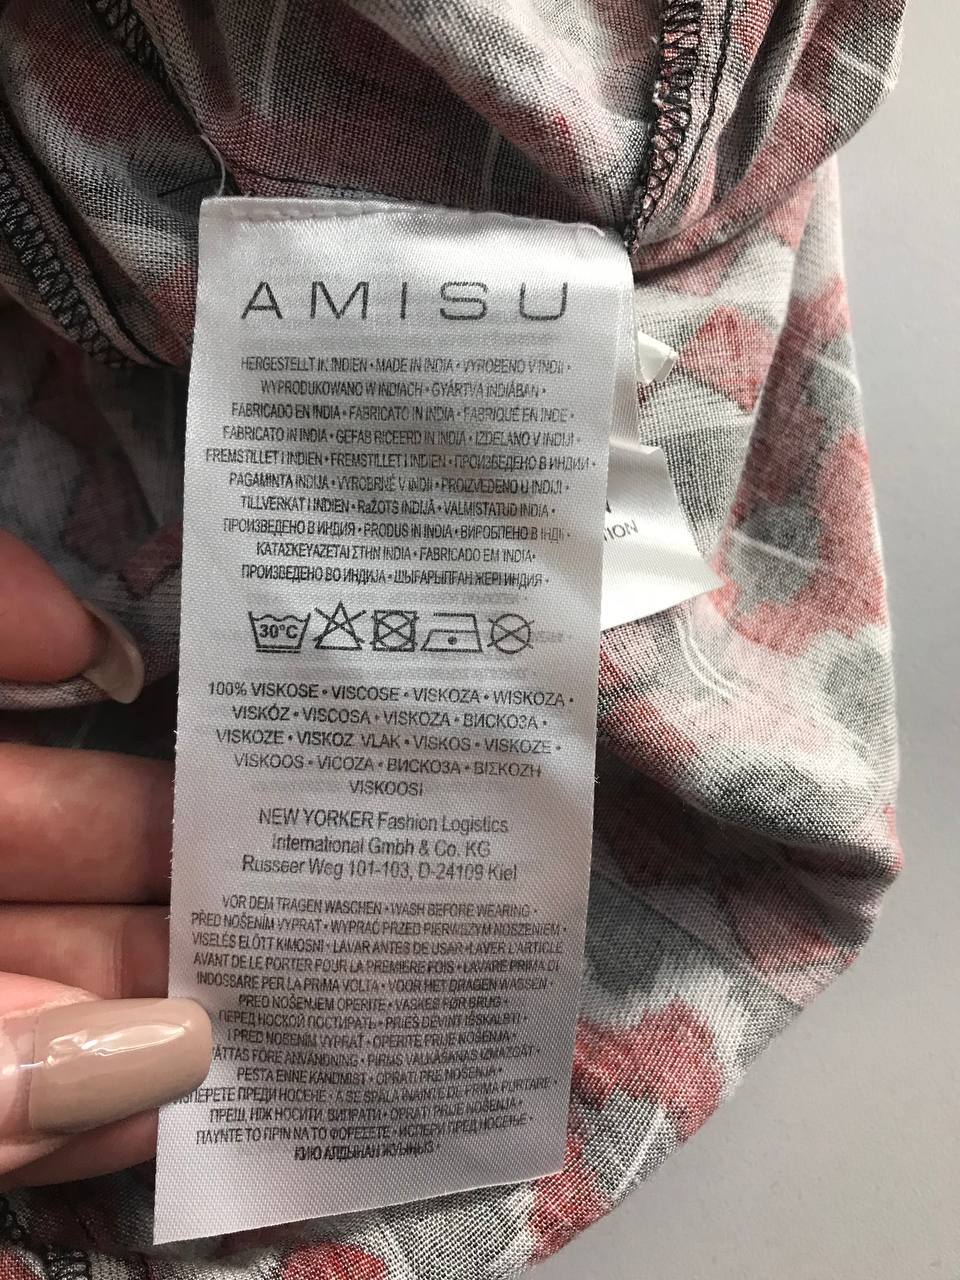 AMISU
HERGESTELLT IN INDIEN • MADE IN INDIA • VYROBENO V INDII •
WYPRODUKOWANO W INDIACH • GYÁRTVA INDIÁBAN •
FABRICADO EN INDIA • FABRICATO IN INDIA • FABRIQUÉ EN INDE •
FABRICATO IN INDIA • GEFABRICEERD IN INDIA • IZDELANO V INDIJI •
FREMSTILLET I INDIEN • FREMSTILLET I INDIEN • ПРОИЗВЕДЕНО В ИНДИИ •
PAGAMINTA INDIJA • VYROBNÉ V INDII • PROIZVEDENO U INDIJI •
TILLVERKAT I INDIEN • RaŽOTS INDIJĀ • VALMISTATUD INDIA •
ПРОИЗВЕДЕНО В ИНДИЯ • PRODUS IN INDIA • ВИРОБЛЕНО В ІНДІЇ •
ΚΑΤΑΣΚΕΥΑΖΕΤΑΙ ΣΤΗΝ INDIA • FABRICADO EM INDIA•
ПРОИЗВЕДЕНО ВО ИНДИЈА • ШЫҒАРЫЛҒАН ЖЕРІ ИНДИЯ •
30°C
100% VISKOSE • VISCOSE • VISKOZA • WISKOZA •
VISKÓZ • VISCOSA • VISKOZA • ВИСКОЗА •
VISKOZE • VISKOZ. VLAK • VISKOS • VISKOZE •
VISKOOS • VICOZA • ВИСКОЗА • ΒΙΣΚΟΖΗ
VISKOOSI
NEW YORKER Fashion Logistics
International GmbH & Co. KG
Russeer Weg 101-103, D-24109 Kiel
VOR DEM TRAGEN WASCHEN • WASH BEFORE WEARING •
PŘED NOŠENÍM VYPRAT • WYPRAĆ PRZED PIERWSZYM NOSZENIEM •
VISELÉS ELŐTT KIMOSNI • LAVAR ANTES DE USAR •LAVER L'ARTICLE
AVANT DE LE PORTER POUR LA PREMIERE FOIS • LAVARE PRIMA DI
INDOSSARE PER LA PRIMA VOLTA • VOOR HET DRAGEN WASSEN •
PRED NOŠENJEM OPERITE • VASKES FØR BRUG •
ПЕРЕД НОСКОЙ ПОСТИРАТЬ • PRIEŠ DEVINT IŠSKALBTI •
PRED NOSENÍM VYPRAŤ • OPERITE PRIJE NOŠENJA •
FÖRE ANVÄNDNING • PIRMS VALKĀŠANAS IZMAZGĀT •
PESTA ENNE KANDMIST • OPRATI PRE NOŠENJA •
ПРЕДИ НОСЕНЕ • A SE SPĂLA ÎNAINTE DE PRIMA PURTARE •
НОСИТИ, ВИПРАТИ • OPRATI PRIJE NOŠENJA •
ΠΛΥΝΤΕ ΤΟ ΠΡΙΝ ΝΑ ΤΟ ΦΟΡΕΣΕΤΕ • ИСПЕРИ ПРЕД НОСЕЊЕ •
КИЮ АЛДЫНАН ЖУЫҢЫЗ •
TION